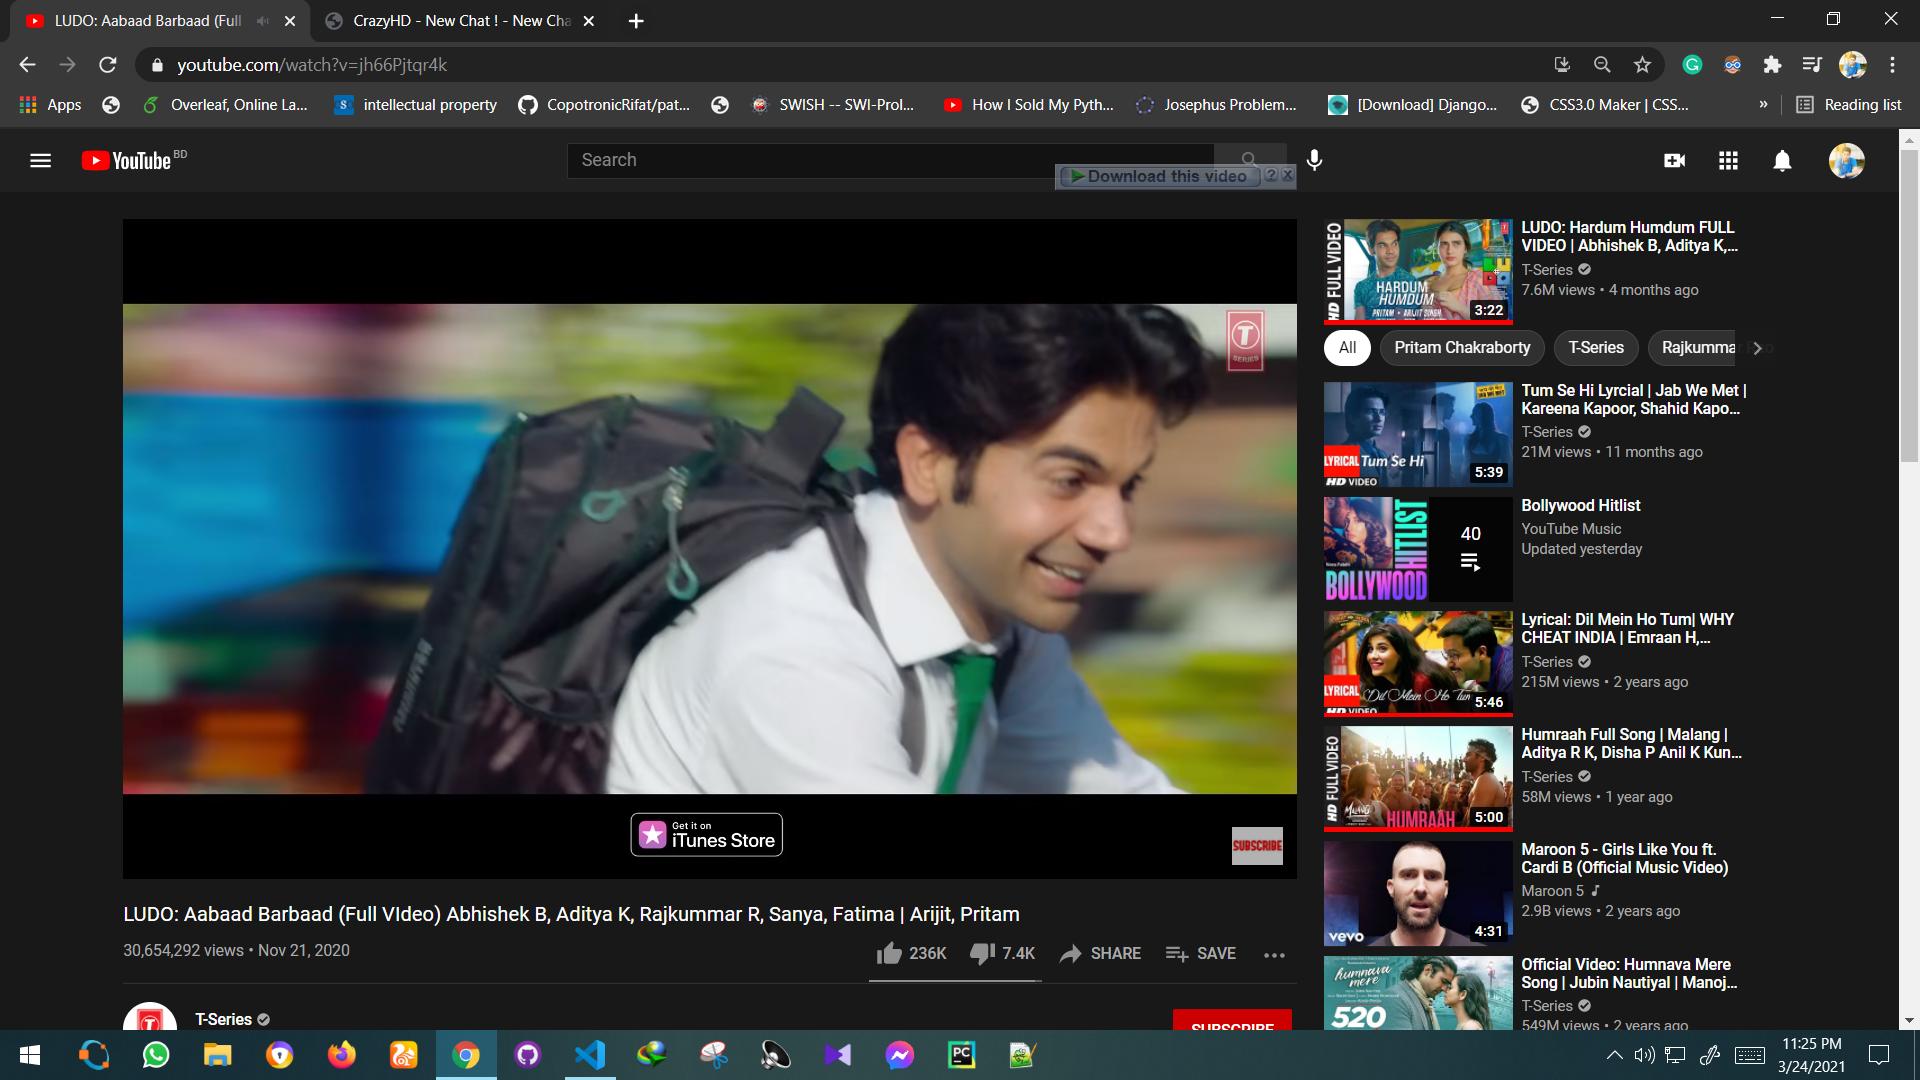 LUDO: Aabaad Barbaad (Full
CrazyHD - New Chat ! - New Cha
youtube.com/watch?v=jh66Pjtqr4k
Apps
Overleaf, Online La...
S intellectual property
CopotronicRifat/pat...
SWISH -- SWI-Prol...
How I Sold My Pyth...
Josephus Problem...
[Download] Django...
CSS3.0 Maker | CSS...
»
Reading list
YouTube BD
Search
Download this video ? X
T SERIES
Get it on
iTunes Store
SUBSCRIBE
LUDO: Aabaad Barbaad (Full VIdeo) Abhishek B, Aditya K, Rajkummar R, Sanya, Fatima | Arijit, Pritam
30,654,292 views • Nov 21, 2020
236K
7.4K
SHARE
SAVE
T-Series
SUBSCRIBE
HD FULL VIDEO
HARDUM
HUMDUM
PRITAM • ARIJIT SINGH
3:22
LUDO: Hardum Humdum FULL
VIDEO | Abhishek B, Aditya K,...
T-Series
7.6M views • 4 months ago
All
Pritam Chakraborty
T-Series
Rajkumma
LYRICAL Tum Se Hi
HD VIDEO
5:39
Tum Se Hi Lyrcial | Jab We Met |
Kareena Kapoor, Shahid Kapo...
T-Series
21M views • 11 months ago
HITLIST
BOLLYWOOD
40
Bollywood Hitlist
YouTube Music
Updated yesterday
LYRICAL Dil Mein Ho Tum
HD VIDEO
5:46
Lyrical: Dil Mein Ho Tum| WHY
CHEAT INDIA | Emraan H,...
T-Series
215M views • 2 years ago
HD FULL VIDEO
MALANG
HUMRAAH
5:00
Humraah Full Song | Malang |
Aditya R K, Disha P Anil K Kun...
T-Series
58M views • 1 year ago
vevo
4:31
Maroon 5 - Girls Like You ft.
Cardi B (Official Music Video)
Maroon 5
2.9B views • 2 years ago
humnava
mere
520
Official Video: Humnava Mere
Song | Jubin Nautiyal | Manoj...
T-Series
549M views • 2 years ago
PC
11:25 PM
3/24/2021